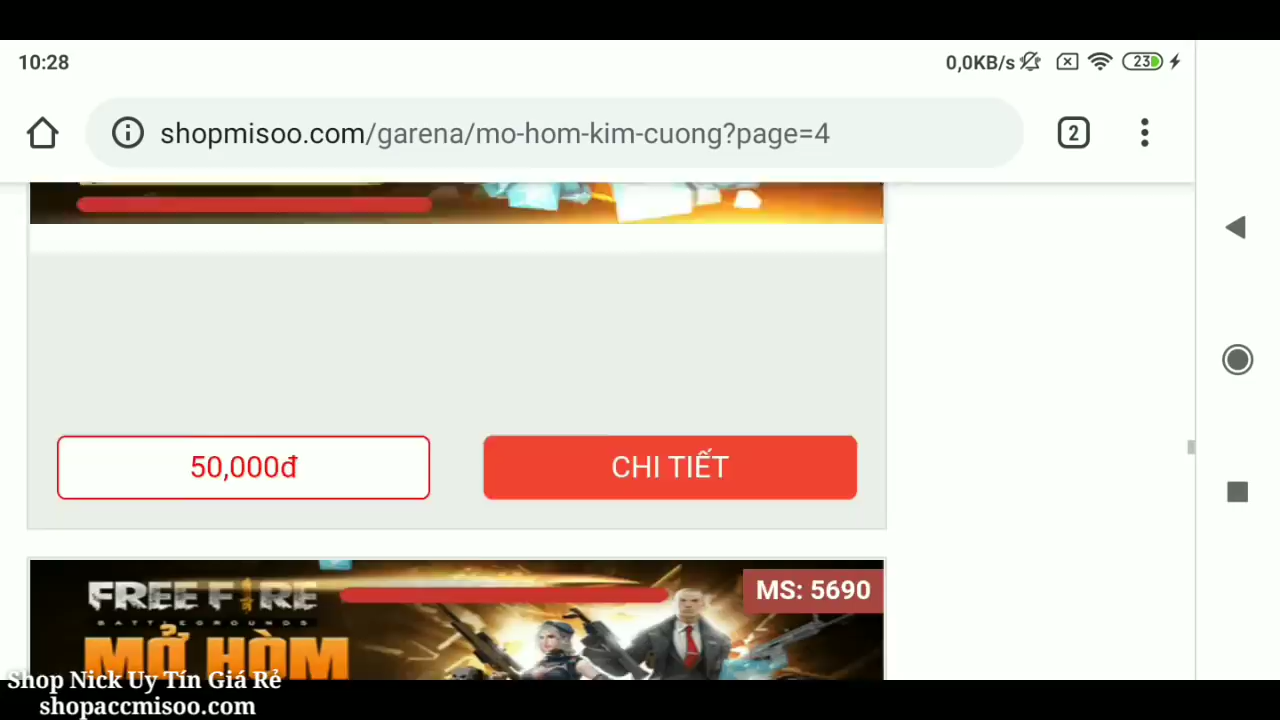 10:28
0,0KB/s
23
shopmisoo.com/garena/mo-hom-kim-cuong?page=4
2
50,000đ
CHI TIẾT
MS: 5690
FREE FIRE
BATTLEGROUNDS
MỞ HÒM
Shop Nick Uy Tín Giá Rẻ
shopaccmisoo.com